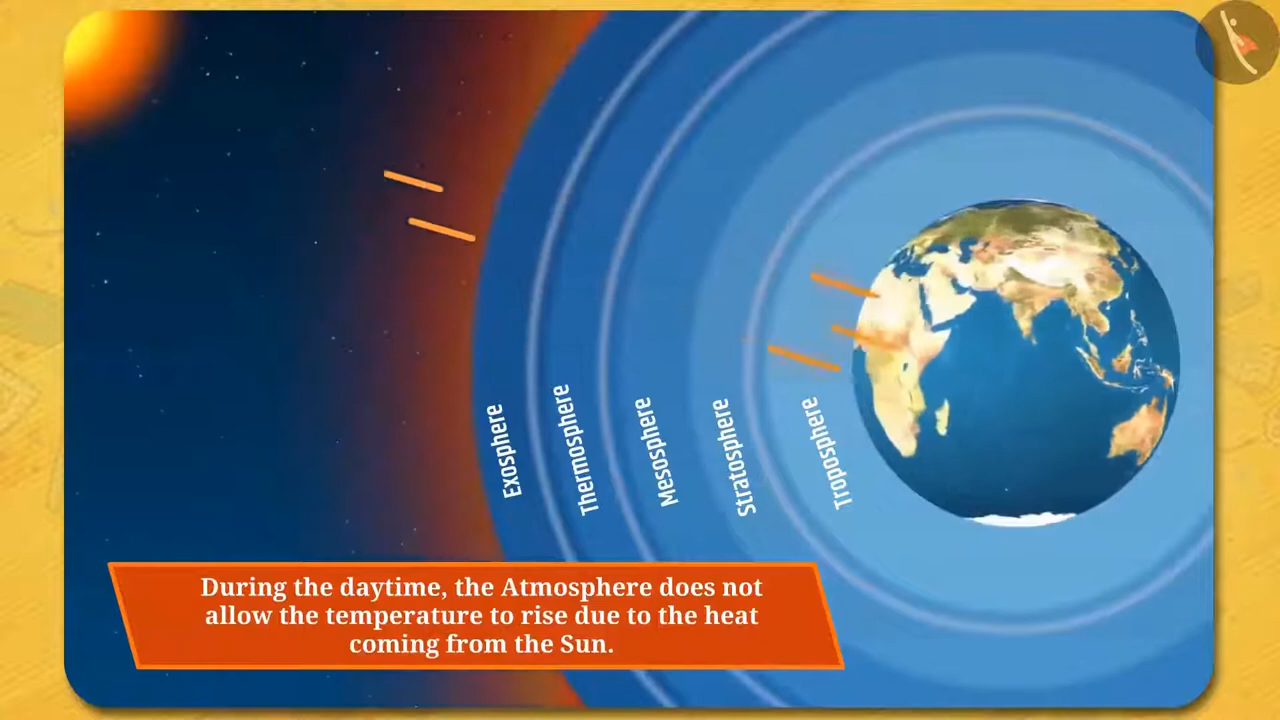 Exosphere
Thermosphere
Mesosphere
Stratosphere
Troposphere
During the daytime, the Atmosphere does not
allow the temperature to rise due to the heat
coming from the Sun.